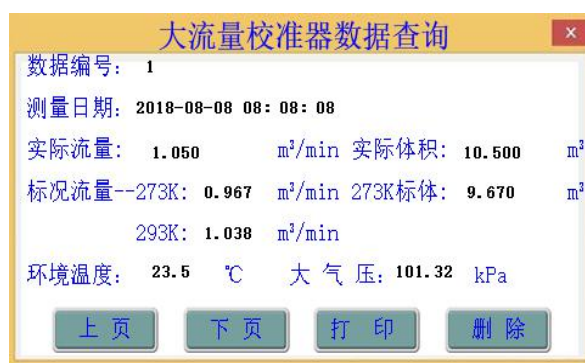 大流量校准器数据查询 x
数据编号: 1
测量日期: 2018-08-08 08:08:08
实际流量: 1.050 m³/min 实际体积: 10.500 m³
标况流量--273K: 0.967 m³/min 273K标体: 9.670 m³
293K: 1.038 m³/min
环境温度: 23.5 ℃ 大气压: 101.32 kPa
上页 下页 打印 删除